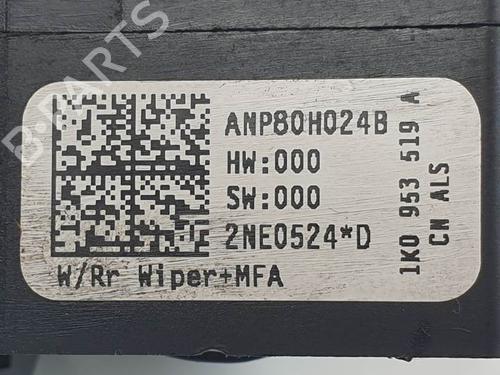 B-PARTS
ANP80H024B
HW:000
SW:000
2NE0524*D
W/Rr Wiper+MFA
1K0 953 519 A
CN ALS